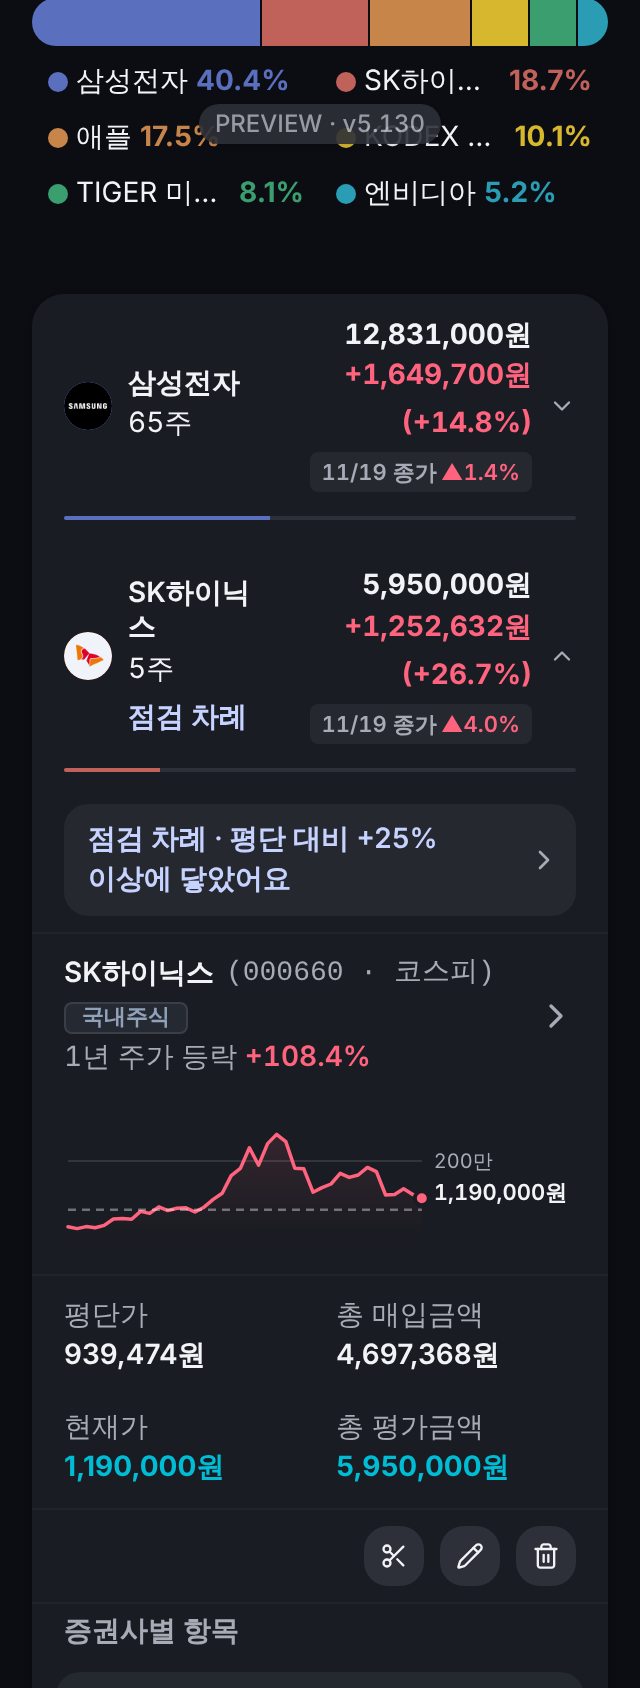 삼성전자 40.4% SK하이... 18.7%
애플 17.5% KODEX ... 10.1%
PREVIEW · v5.130
TIGER 미... 8.1% 엔비디아 5.2%
SAMSUNG
삼성전자
65주
12,831,000원
+1,649,700원
(+14.8%)
11/19 종가 ▲1.4%
SK하이닉
스
5주
점검 차례
5,950,000원
+1,252,632원
(+26.7%)
11/19 종가 ▲4.0%
점검 차례 · 평단 대비 +25%
이상에 닿았어요
SK하이닉스 (000660 · 코스피)
국내주식
1년 주가 등락 +108.4%
200만
1,190,000원
평단가 총 매입금액
939,474원 4,697,368원
현재가 총 평가금액
1,190,000원 5,950,000원
증권사별 항목